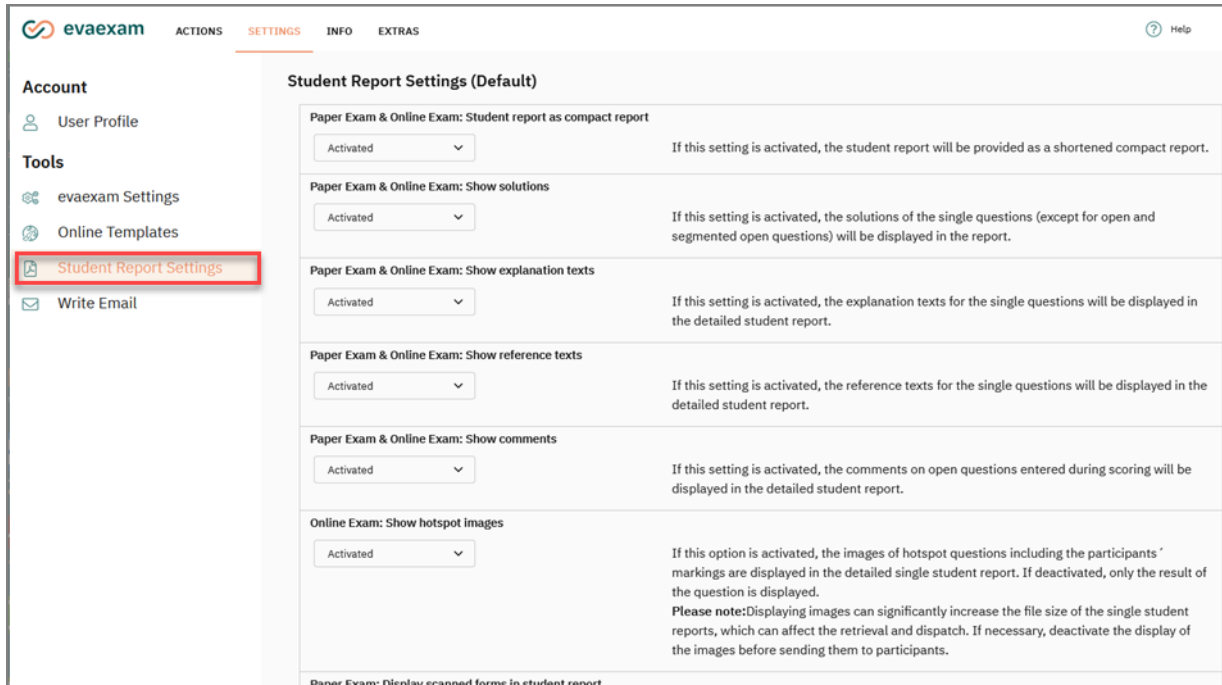 evaexam
ACTIONS
SETTINGS
INFO
EXTRAS
Help
Account
User Profile
Tools
evaexam Settings
Online Templates
Student Report Settings
Write Email
Student Report Settings (Default)
Paper Exam & Online Exam: Student report as compact report
Activated
If this setting is activated, the student report will be provided as a shortened compact report.
Paper Exam & Online Exam: Show solutions
Activated
If this setting is activated, the solutions of the single questions (except for open and
segmented open questions) will be displayed in the report.
Paper Exam & Online Exam: Show explanation texts
Activated
If this setting is activated, the explanation texts for the single questions will be displayed in
the detailed student report.
Paper Exam & Online Exam: Show reference texts
Activated
If this setting is activated, the reference texts for the single questions will be displayed in the
detailed student report.
Paper Exam & Online Exam: Show comments
Activated
If this setting is activated, the comments on open questions entered during scoring will be
displayed in the detailed student report.
Online Exam: Show hotspot images
Activated
If this option is activated, the images of hotspot questions including the participants´
markings are displayed in the detailed single student report. If deactivated, only the result of
the question is displayed.
Please note:Displaying images can significantly increase the file size of the single student
reports, which can affect the retrieval and dispatch. If necessary, deactivate the display of
the images before sending them to participants.
Paper Exam: Display scanned forms in student report